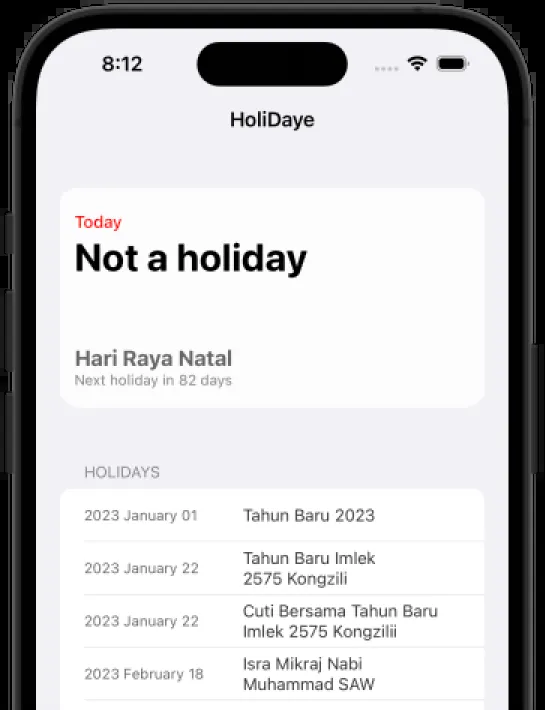 8:12
HoliDaye
Today
Not a holiday
Hari Raya Natal
Next holiday in 82 days
HOLIDAYS
2023 January 01 Tahun Baru 2023
2023 January 22 Tahun Baru Imlek
2575 Kongzili
2023 January 22 Cuti Bersama Tahun Baru
Imlek 2575 Kongzilii
2023 February 18 Isra Mikraj Nabi
Muhammad SAW